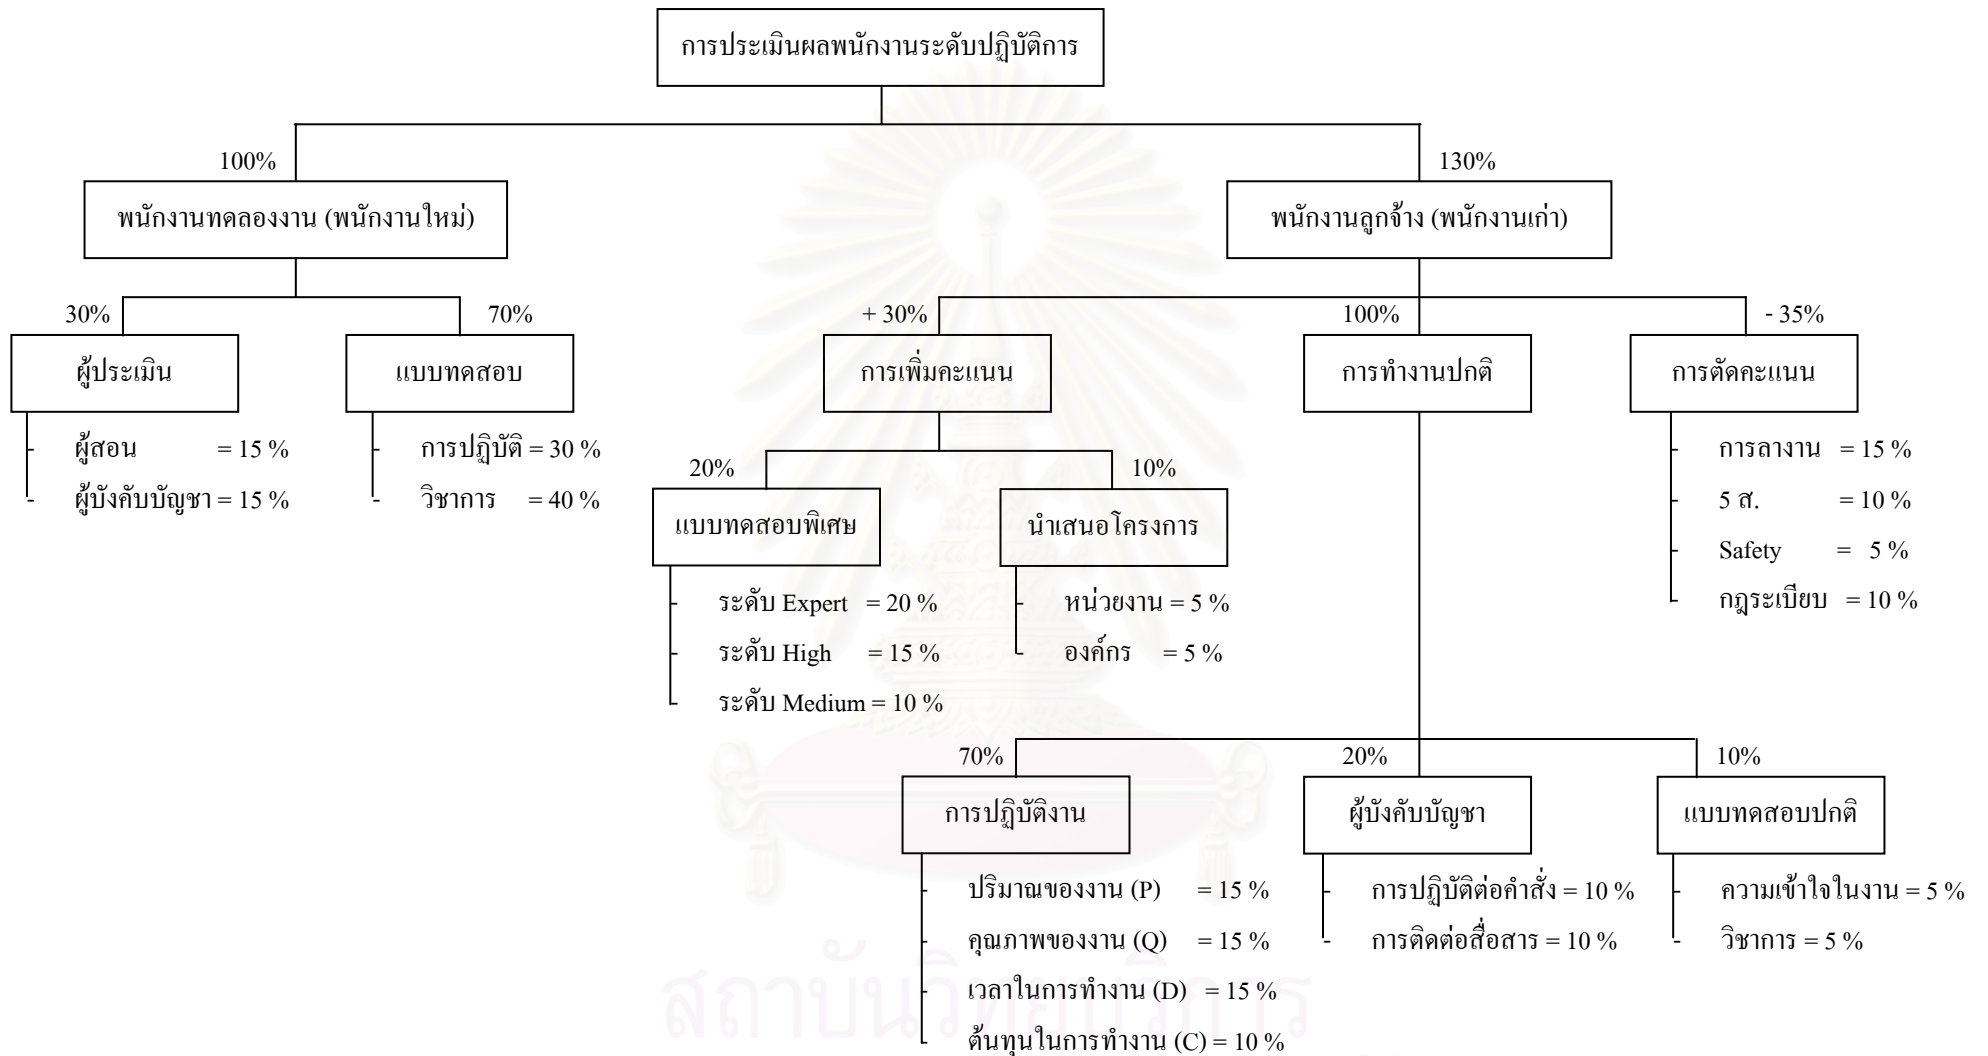 การประเมินผลพนักงานระดับปฏิบัติการ
100%
130%
พนักงานทดลองงาน (พนักงานใหม่)
พนักงานลูกจ้าง (พนักงานเก่า)
30%
70%
+ 30%
100%
- 35%
ผู้ประเมิน
แบบทดสอบ
การเพิ่มคะแนน
การทำงานปกติ
การตัดคะแนน
- ผู้สอน = 15 %
- ผู้บังคับบัญชา = 15 %
- การปฏิบัติ = 30 %
- วิชาการ = 40 %
20%
10%
แบบทดสอบพิเศษ
นำเสนอโครงการ
- การลางาน = 15 %
- 5 ส. = 10 %
- Safety = 5 %
- กฎระเบียบ = 10 %
- ระดับ Expert = 20 %
- ระดับ High = 15 %
- ระดับ Medium = 10 %
- หน่วยงาน = 5 %
- องค์กร = 5 %
70%
20%
10%
การปฏิบัติงาน
ผู้บังคับบัญชา
แบบทดสอบปกติ
- ปริมาณของงาน (P) = 15 %
- คุณภาพของงาน (Q) = 15 %
- เวลาในการทำงาน (D) = 15 %
- ต้นทุนในการทำงาน (C) = 10 %
- การปฏิบัติต่อคำสั่ง = 10 %
- การติดต่อสื่อสาร = 10 %
- ความเข้าใจในงาน = 5 %
- วิชาการ = 5 %
สถาบันวิทยบริการ